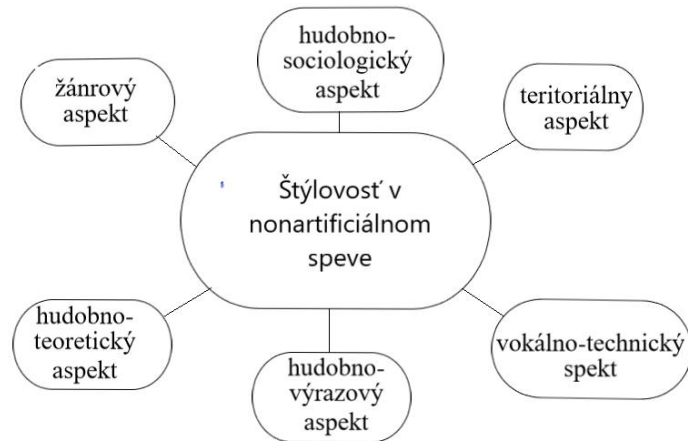 hudobno-
sociologický
aspekt
žánrový
aspekt
teritoriálny
aspekt
Štýlovosť v
nonartificiálnom
speve
hudobno-
teoretický
aspekt
hudobno-
výrazový
aspekt
vokálno-technický
spekt